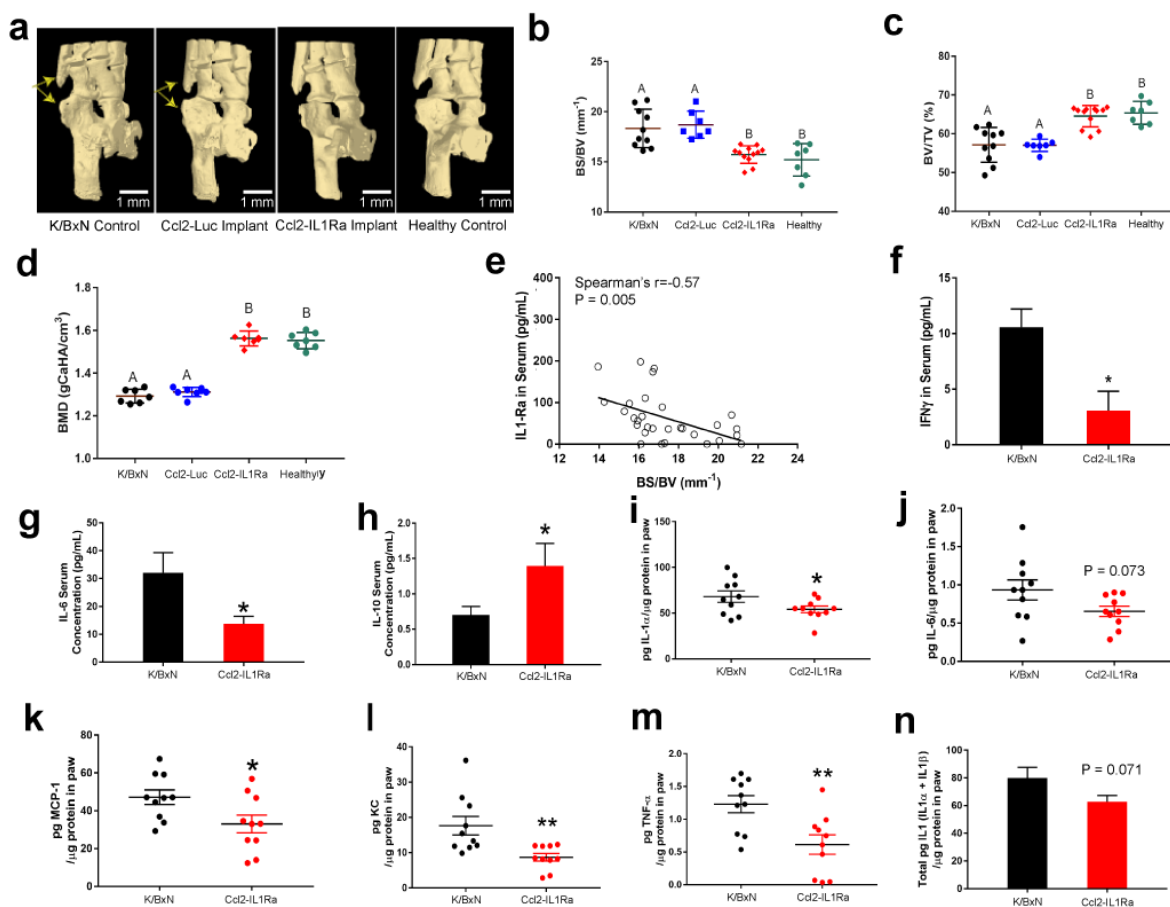 a
1 mm
1 mm
1 mm
1 mm
K/BxN Control
Ccl2-Luc Implant
Ccl2-IL1Ra Implant
Healthy Control
b
BS/BV (mm-1)
25
20
15
10
A
A
B
B
K/BxN
Ccl2-Luc
Ccl2-IL1Ra
Healthy
c
BV/TV (%)
80
70
60
50
40
A
A
B
B
K/BxN
Ccl2-Luc
Ccl2-IL1Ra
Healthy
d
BMD (gCaHA/cm3)
1.8
1.6
1.4
1.2
1.0
A
A
B
B
K/BxN
Ccl2-Luc
Ccl2-IL1Ra
Healthyly
e
Spearman's r=-0.57
P = 0.005
IL1-Ra in Serum (pg/mL)
400
300
200
100
0
12
14
16
18
20
22
24
BS/BV (mm-1)
f
IFNγ in Serum (pg/mL)
15
10
5
0
*
K/BxN
Ccl2-IL1Ra
g
IL-6 Serum
Concentration (pg/mL)
50
40
30
20
10
0
*
K/BxN
Ccl2-IL1Ra
h
IL-10 Serum
Concentration (pg/mL)
2.0
1.5
1.0
0.5
0.0
*
K/BxN
Ccl2-IL1Ra
i
pg IL-1α/μg protein in paw
150
100
50
0
*
K/BxN
Ccl2-IL1Ra
j
pg IL-6/μg protein in paw
2.0
1.5
1.0
0.5
0.0
P = 0.073
K/BxN
Ccl2-IL1Ra
k
pg MCP-1
/μg protein in paw
80
60
40
20
0
*
K/BxN
Ccl2-IL1Ra
l
pg KC
/μg protein in paw
40
30
20
10
0
**
K/BxN
Ccl2-IL1Ra
m
pg TNF-α
/μg protein in paw
2.0
1.5
1.0
0.5
0.0
**
K/BxN
Ccl2-IL1Ra
n
Total pg IL1 (IL1α + IL1β)
/μg protein in paw
100
80
60
40
20
0
P = 0.071
K/BxN
Ccl2-IL1Ra